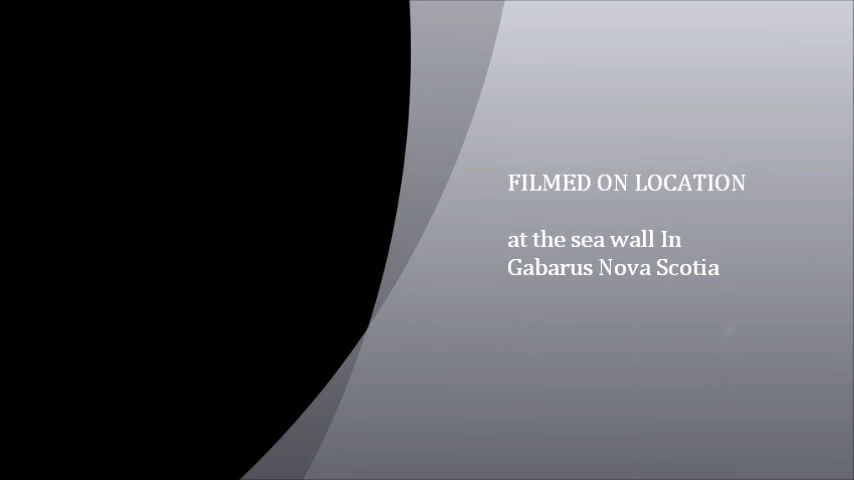 FILMED ON LOCATION
at the sea wall In
Gabarus Nova Scotia